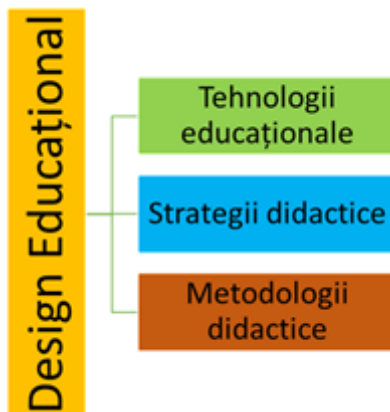 Design Educațional
Tehnologii
educaționale
Strategii didactice
Metodologii
didactice